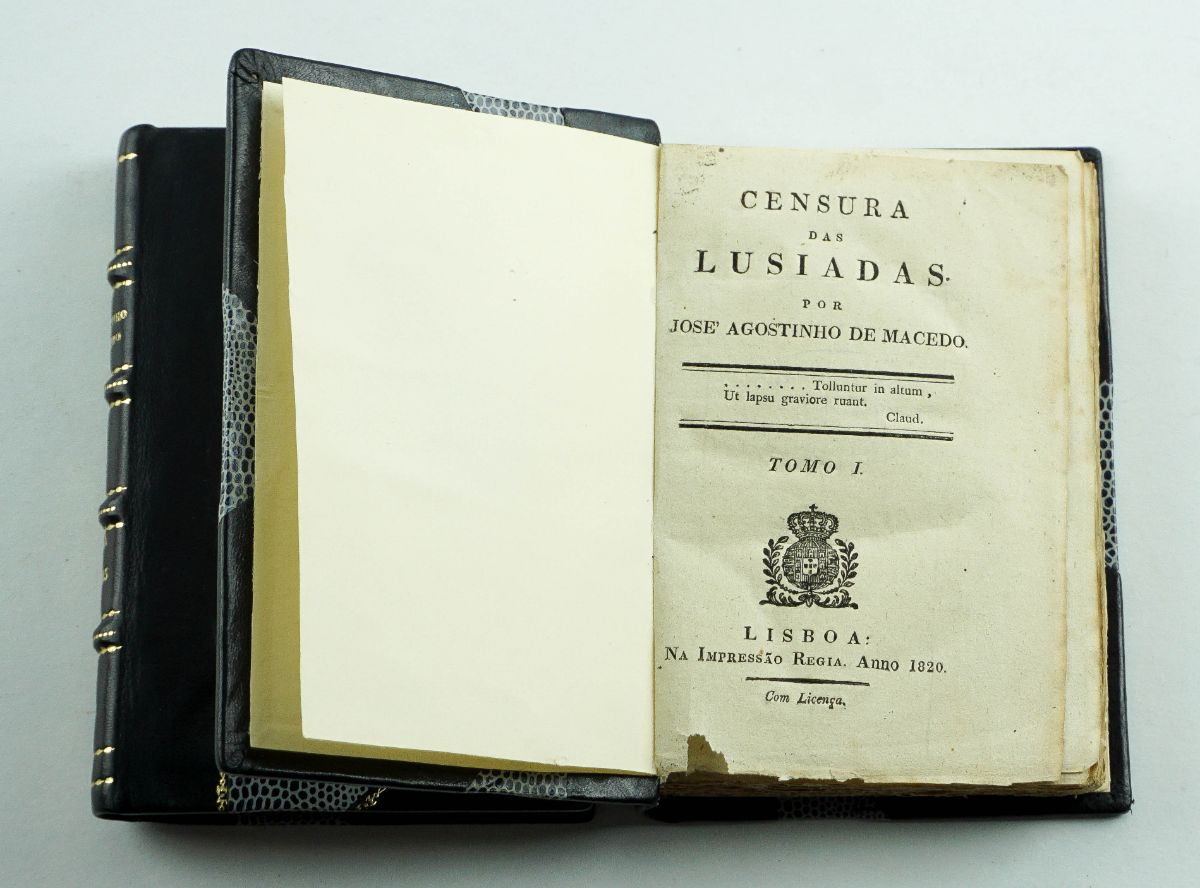 CENSURA
DAS
LUSIADAS.
POR
JOSE' AGOSTINHO DE MACEDO.
. . . . . . . . Tolluntur in altum,
Ut lapsu graviore ruant.
Claud.
TOMO I.
LISBOA:
NA IMPRESSÃO REGIA. Anno 1820.
Com Licença.